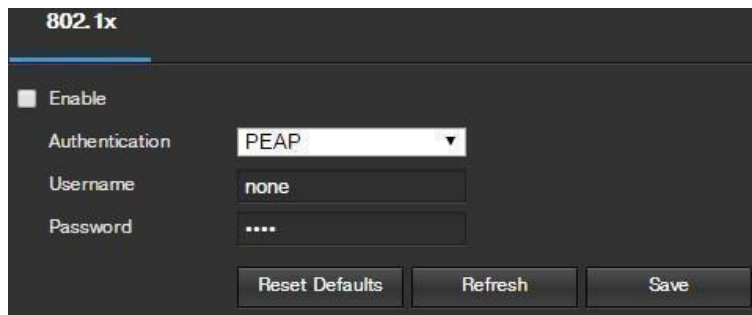 802.1x
Enable
Authentication PEAP
Username none
Password ••••
Reset Defaults Refresh Save